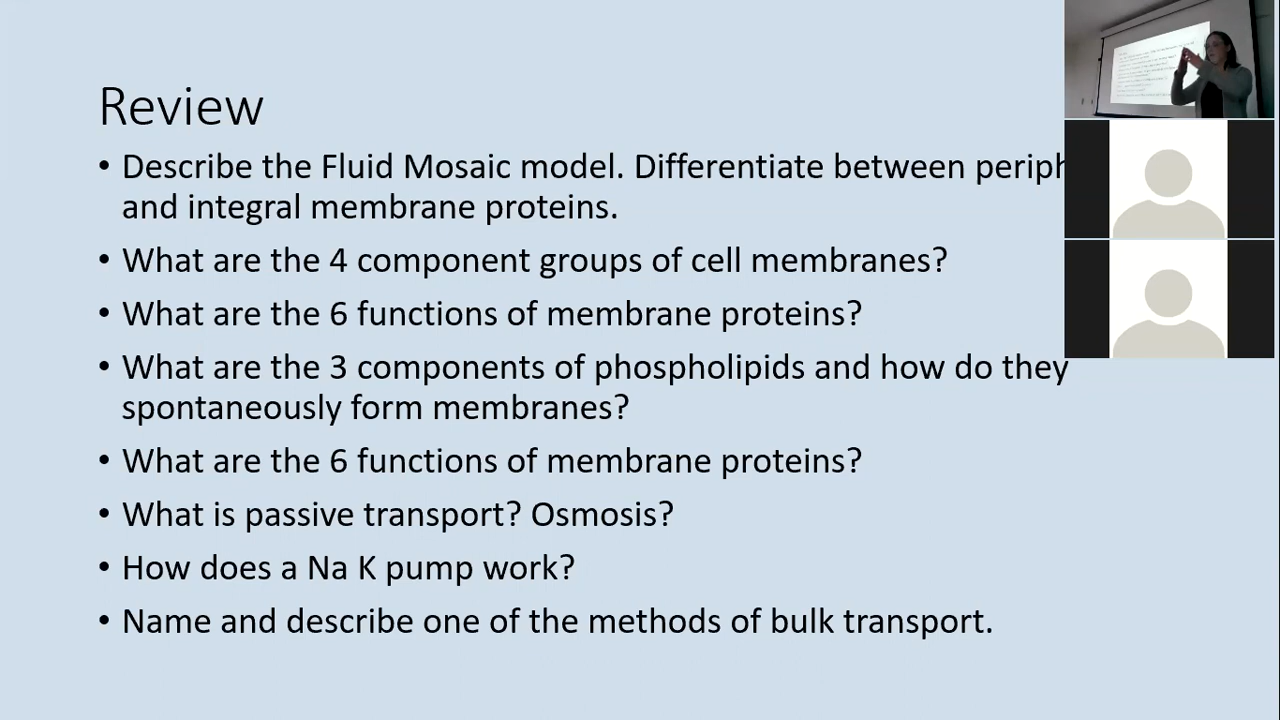 Review
• Describe the Fluid Mosaic model. Differentiate between periph
and integral membrane proteins.
• What are the 4 component groups of cell membranes?
• What are the 6 functions of membrane proteins?
• What are the 3 components of phospholipids and how do they
spontaneously form membranes?
• What are the 6 functions of membrane proteins?
• What is passive transport? Osmosis?
• How does a Na K pump work?
• Name and describe one of the methods of bulk transport.